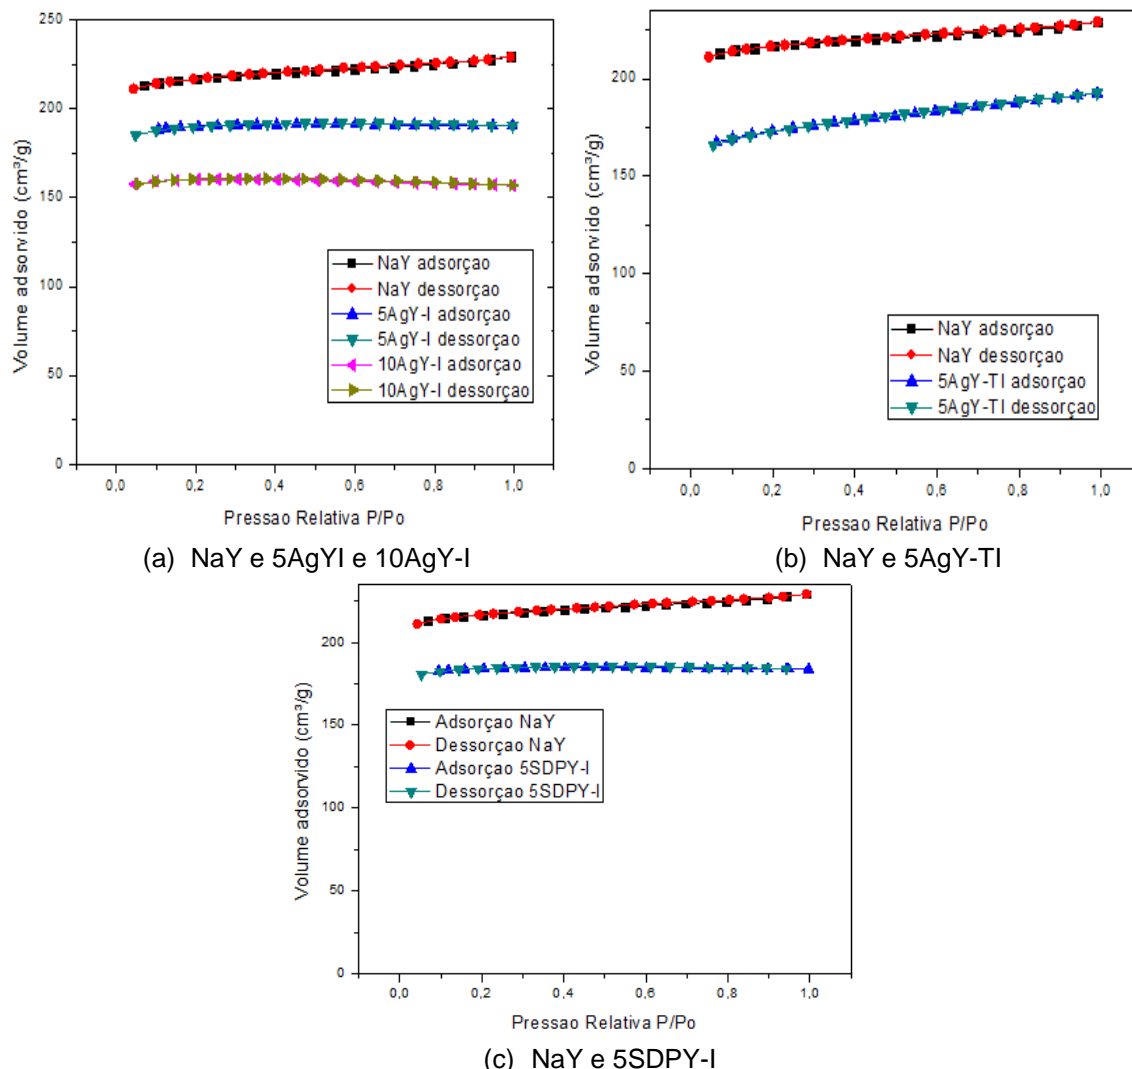 250
200
150
100
50
0
Volume adsorvido (cm³/g)
NaY adsorçao
NaY dessorçao
5AgY-I adsorçao
5AgY-I dessorçao
10AgY-I adsorçao
10AgY-I dessorçao
0,0 0,2 0,4 0,6 0,8 1,0
Pressao Relativa P/Po
(a) NaY e 5AgYI e 10AgY-I
200
150
100
50
0
Volume adsorvido (cm³/g)
NaY adsorçao
NaY dessorçao
5AgY-TI adsorçao
5AgY-TI dessorçao
0,0 0,2 0,4 0,6 0,8 1,0
Pressao Relativa P/Po
(b) NaY e 5AgY-TI
200
150
100
50
0
Volume adsorvido (cm³/g)
Adsorçao NaY
Dessorçao NaY
Adsorçao 5SDPY-I
Dessorçao 5SDPY-I
0,0 0,2 0,4 0,6 0,8 1,0
Pressao Relativa P/Po
(c) NaY e 5SDPY-I